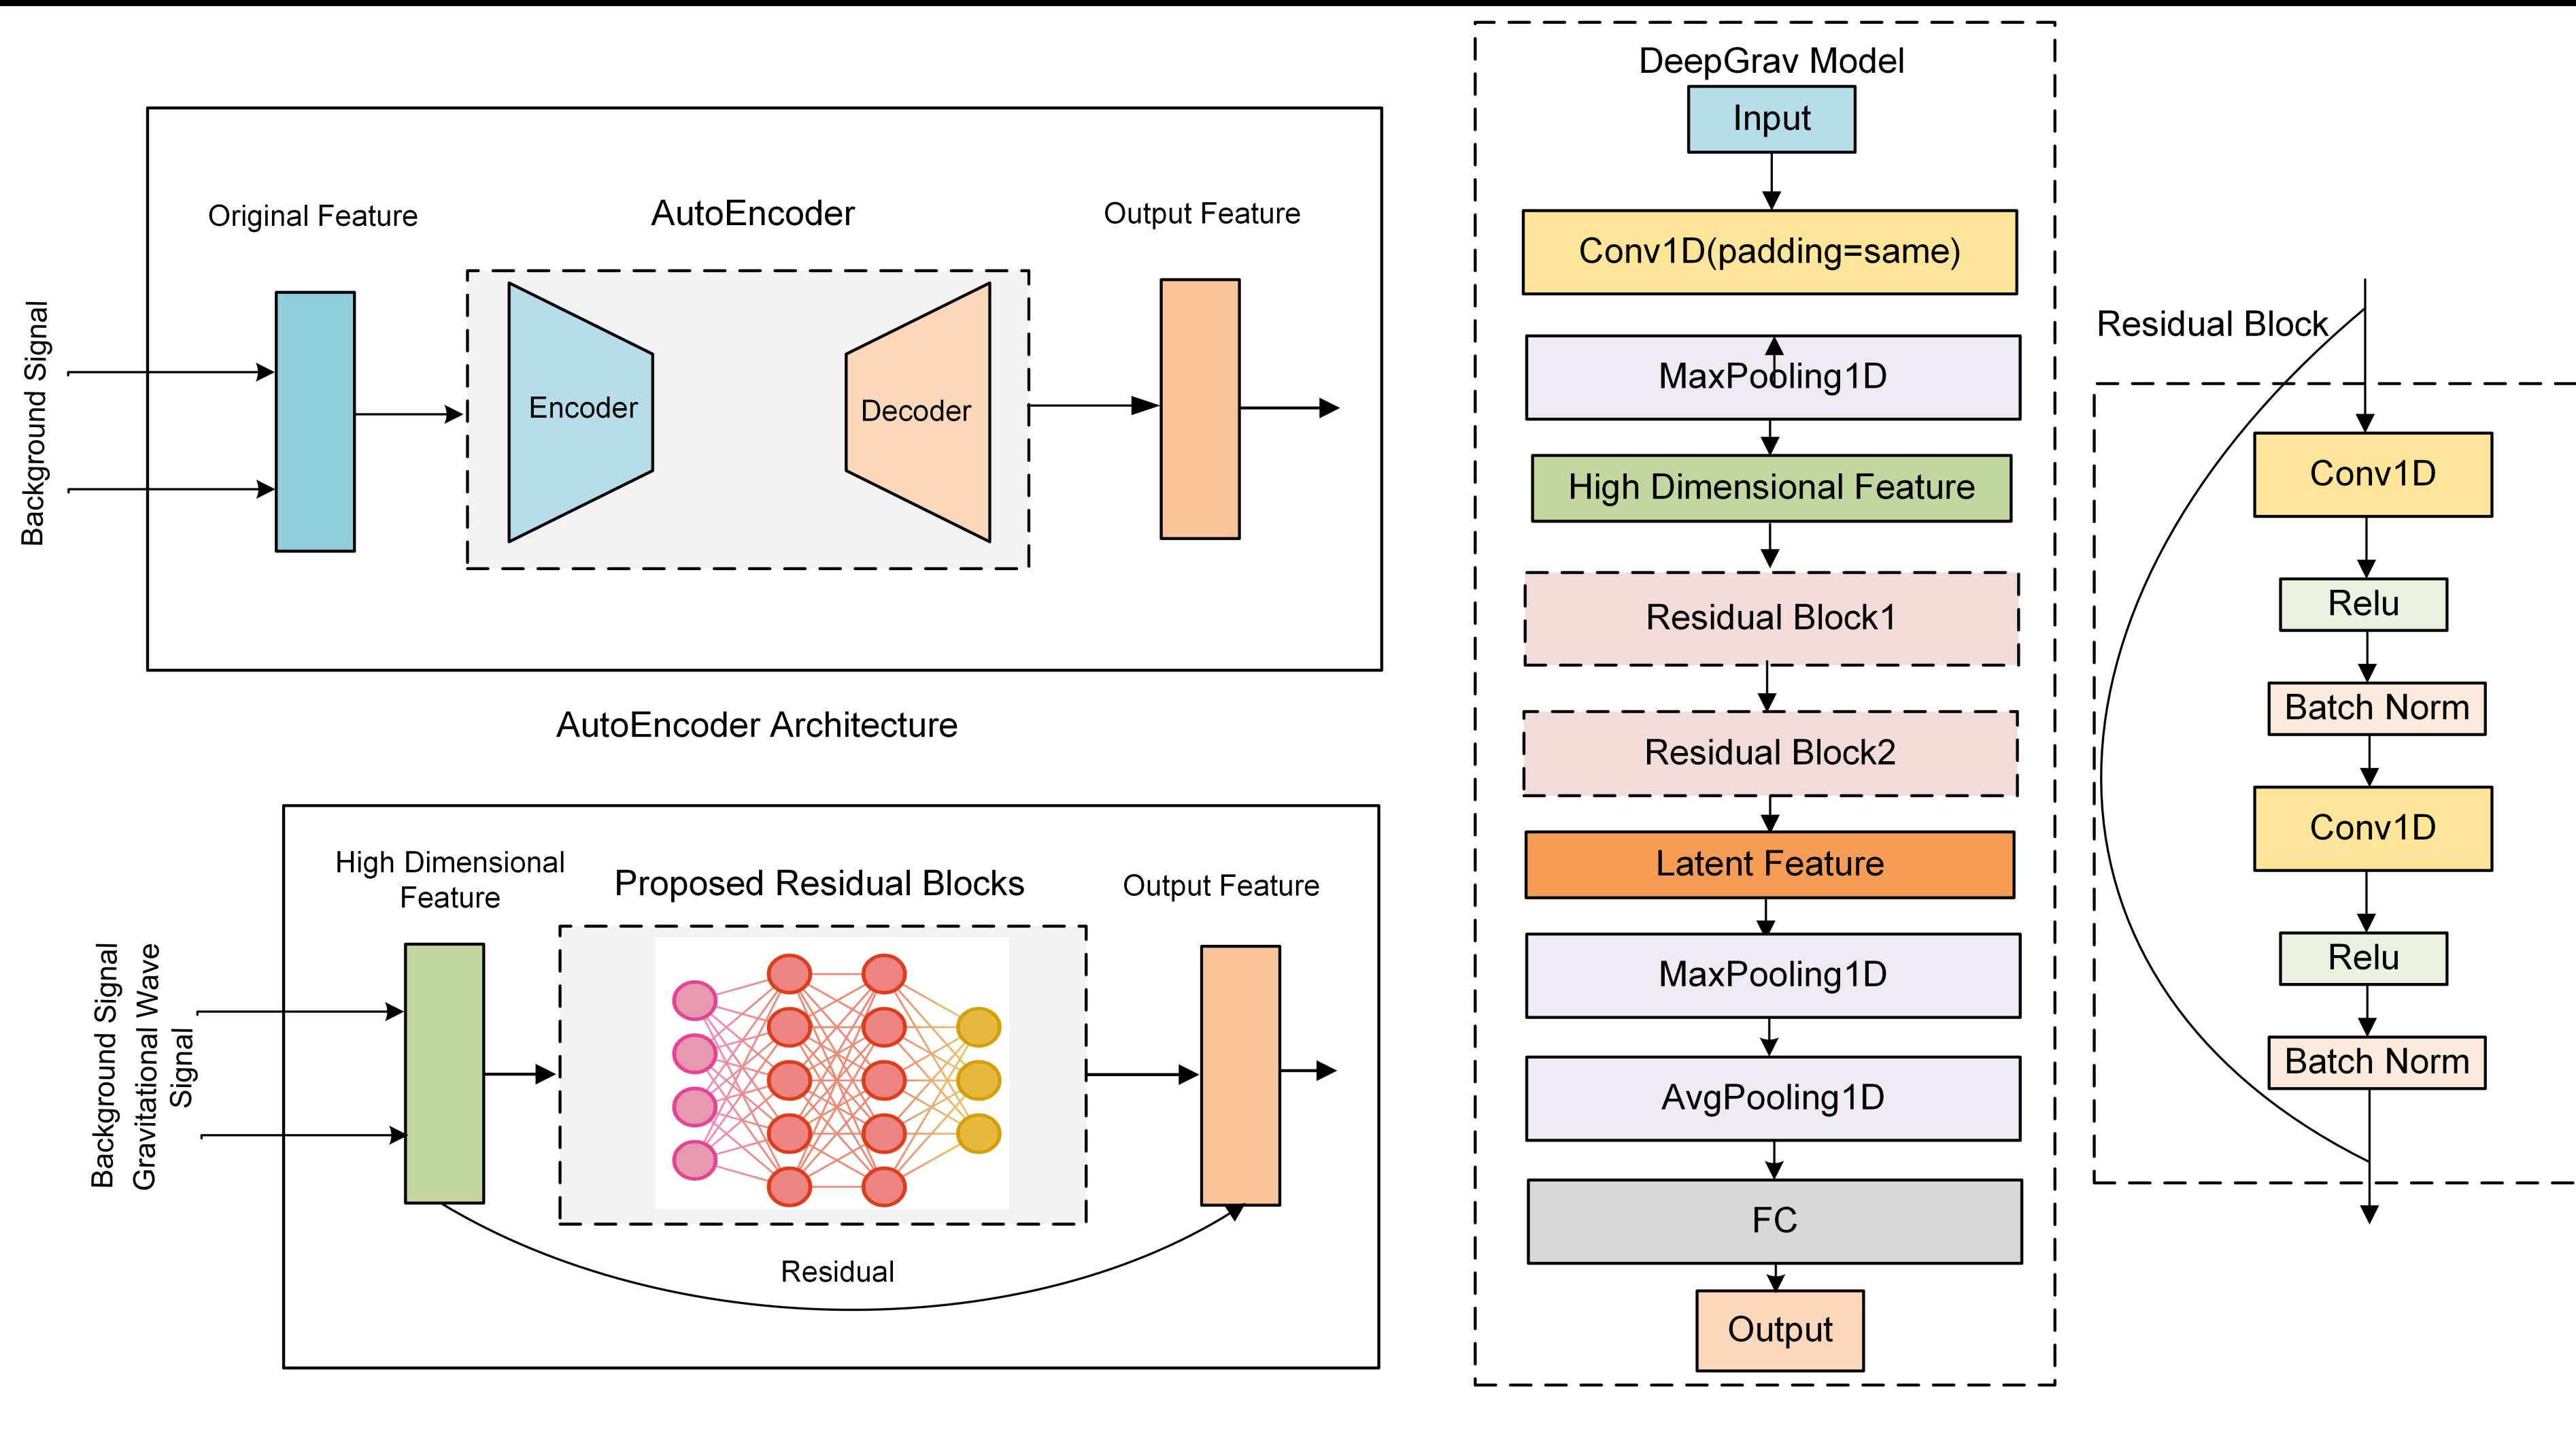 Original Feature
AutoEncoder
Output Feature
Background Signal
Encoder
Decoder
AutoEncoder Architecture
High Dimensional
Feature
Proposed Residual Blocks
Output Feature
Background Signal
Gravitational Wave
Signal
Residual
DeepGrav Model
Input
Conv1D(padding=same)
MaxPooling1D
High Dimensional Feature
Residual Block1
Residual Block2
Latent Feature
MaxPooling1D
AvgPooling1D
FC
Output
Residual Block
Conv1D
Relu
Batch Norm
Conv1D
Relu
Batch Norm